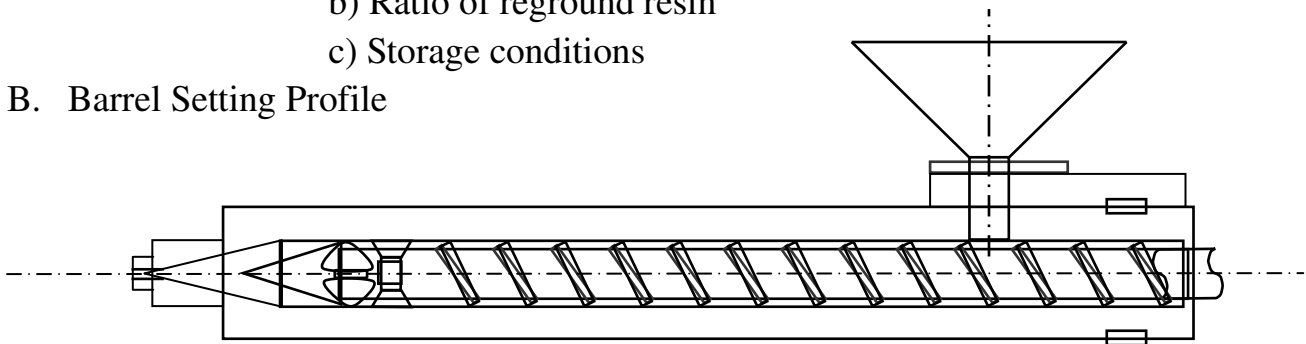 b) Ratio of reground resin
c) Storage conditions
B. Barrel Setting Profile